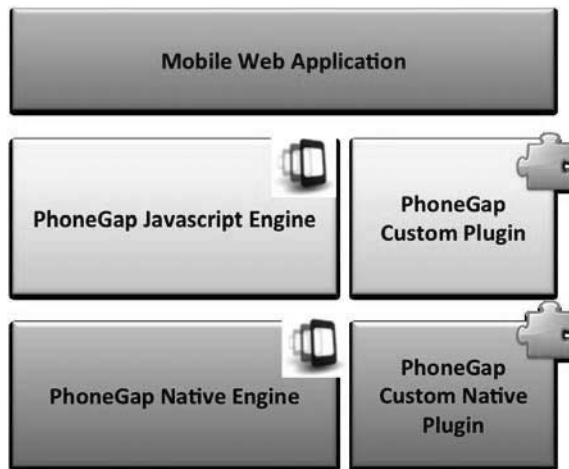 Mobile Web Application
PhoneGap Javascript Engine
PhoneGap
Custom Plugin
PhoneGap Native Engine
PhoneGap
Custom Native
Plugin